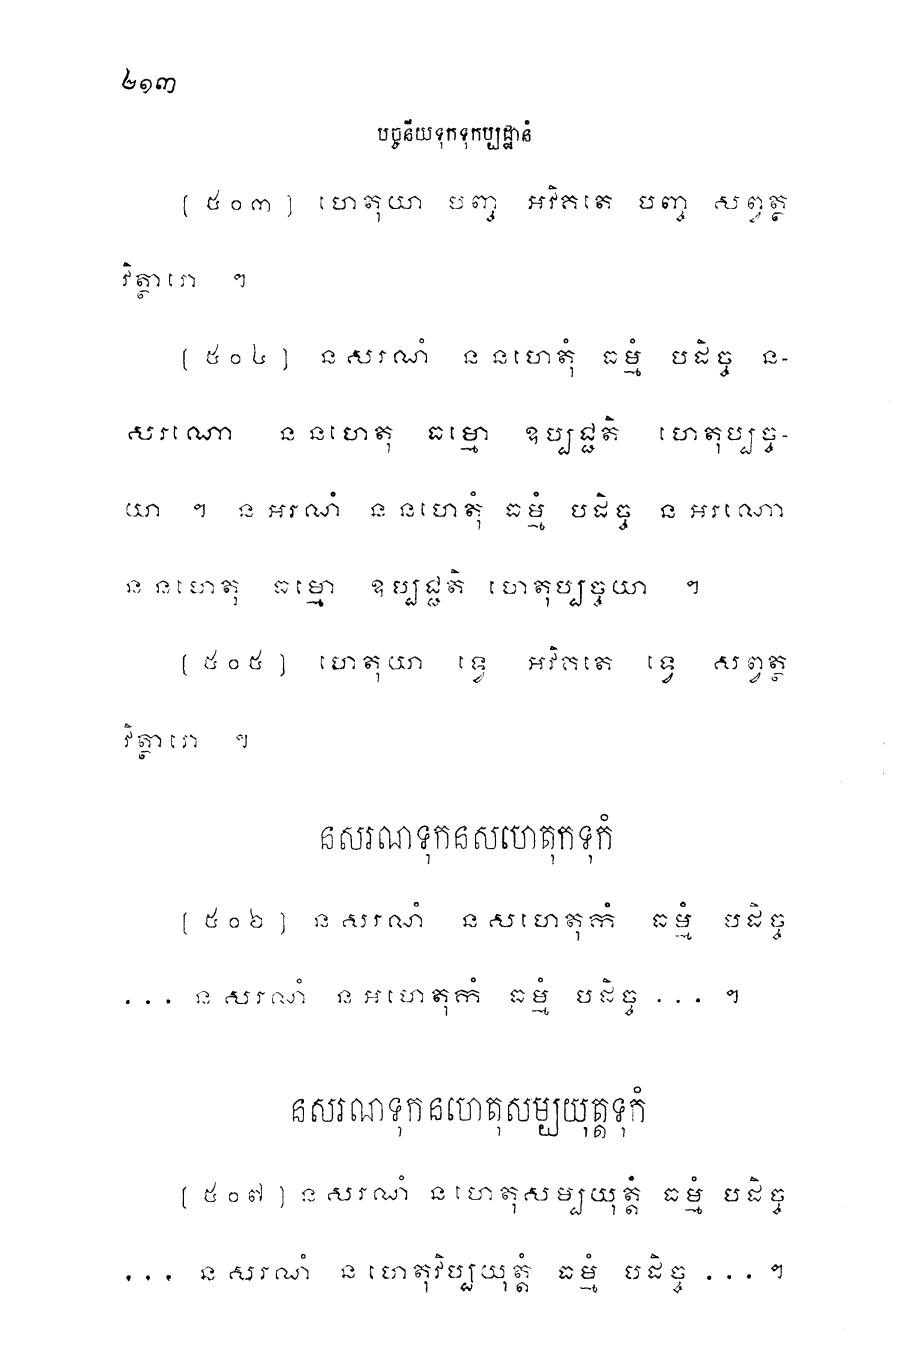 ២១៣
បច្ចនីយទុកទុកប្បដ្ឋានំ
[ ៥០៣ ] ហេតុយា បញ្ច អវិគតេ បញ្ច សព្វត្ថ
វិត្ថារោ ។
[ ៥០៤ ] ន សរណំ ន នហេតុំ ធម្មំ បដិច្ច ន-
សរណោ ន នហេតុ ធម្មោ ឧប្បជ្ជតិ ហេតុប្បច្ច-
យា ។ ន អរណំ ន នហេតុំ ធម្មំ បដិច្ច ន អរណោ
ន នហេតុ ធម្មោ ឧប្បជ្ជតិ ហេតុប្បច្ចយា ។
[ ៥០៥ ] ហេតុយា ទ្វេ អវិគតេ ទ្វេ សព្វត្ថ
វិត្ថារោ ។
នសរណទុកនសហេតុកទុកំ
[ ៥០៦ ] ន សរណំ ន សហេតុកំ ធម្មំ បដិច្ច
... ន សរណំ ន អហេតុកំ ធម្មំ បដិច្ច ... ។
នសរណទុកនហេតុសម្បយុត្តទុកំ
[ ៥០៧ ] ន សរណំ ន ហេតុសម្បយុត្តំ ធម្មំ បដិច្ច
... ន សរណំ ន ហេតុវិប្បយុត្តំ ធម្មំ បដិច្ច ... ។